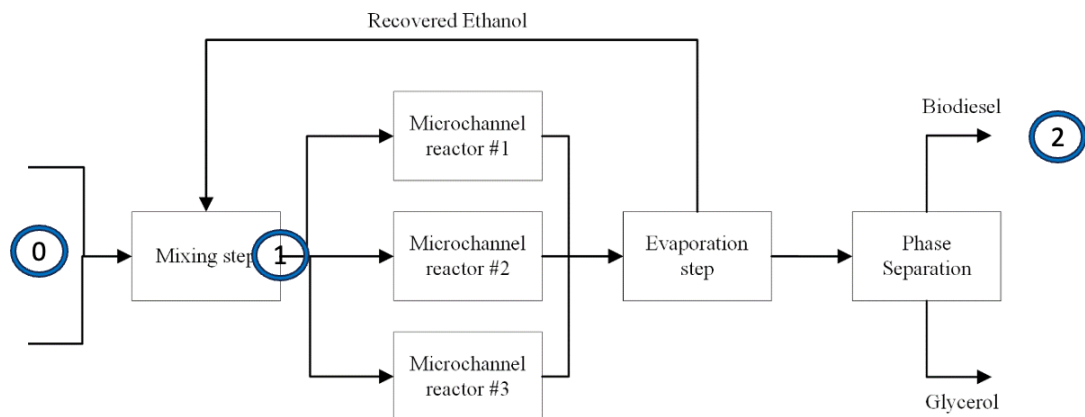 Recovered Ethanol
Microchannel
reactor #1
Biodiesel
2
0
Mixing step
1
Microchannel
reactor #2
Evaporation
step
Phase
Separation
Microchannel
reactor #3
Glycerol